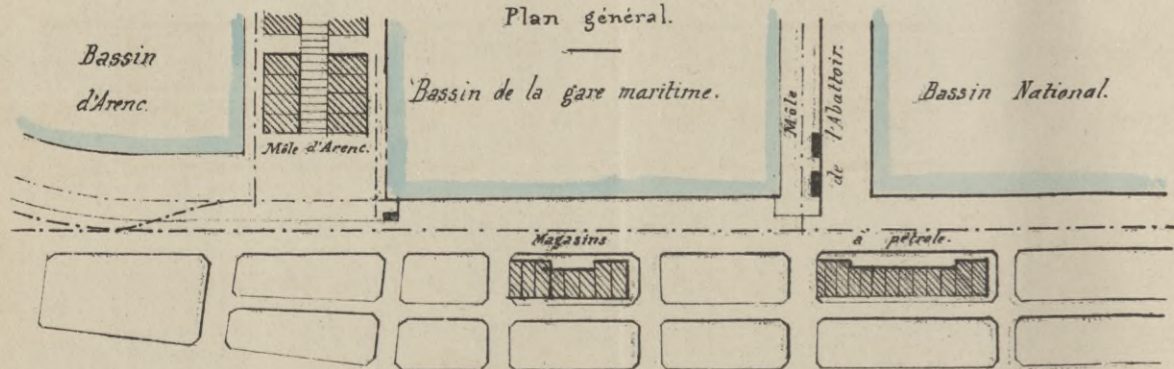 Plan général.
Bassin
d'Arenc.
Môle d'Arenc.
Bassin de la gare maritime.
Môle
de l'Abattoir.
Bassin National.
Magasins à pétrole.